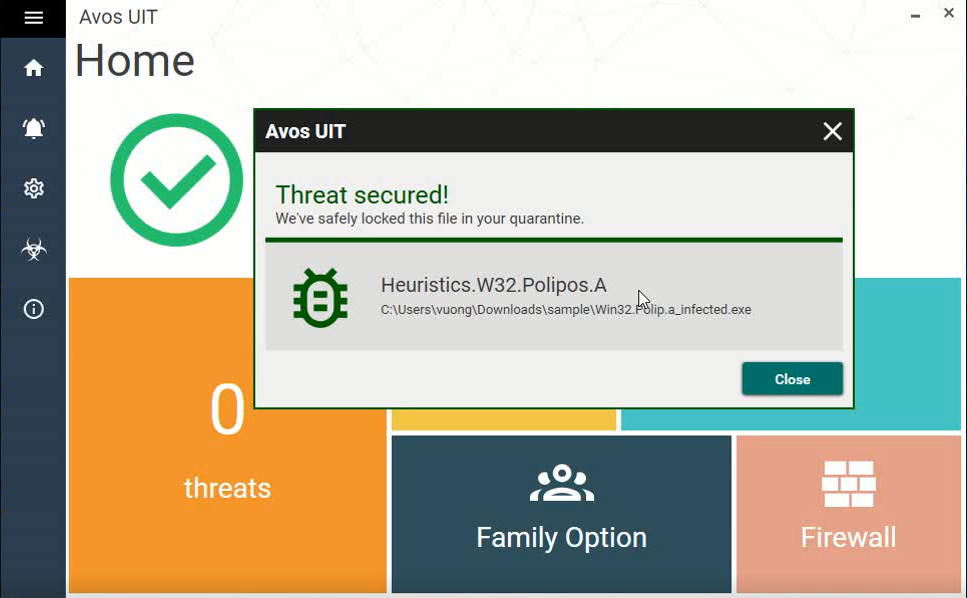 Avos UIT
Home
Avos UIT
Threat secured!
We've safely locked this file in your quarantine.
Heuristics.W32.Polipos.A
C:\Users\vuong\Downloads\sample\Win32.Polip.a_infected.exe
Close
0
threats
Family Option
Firewall